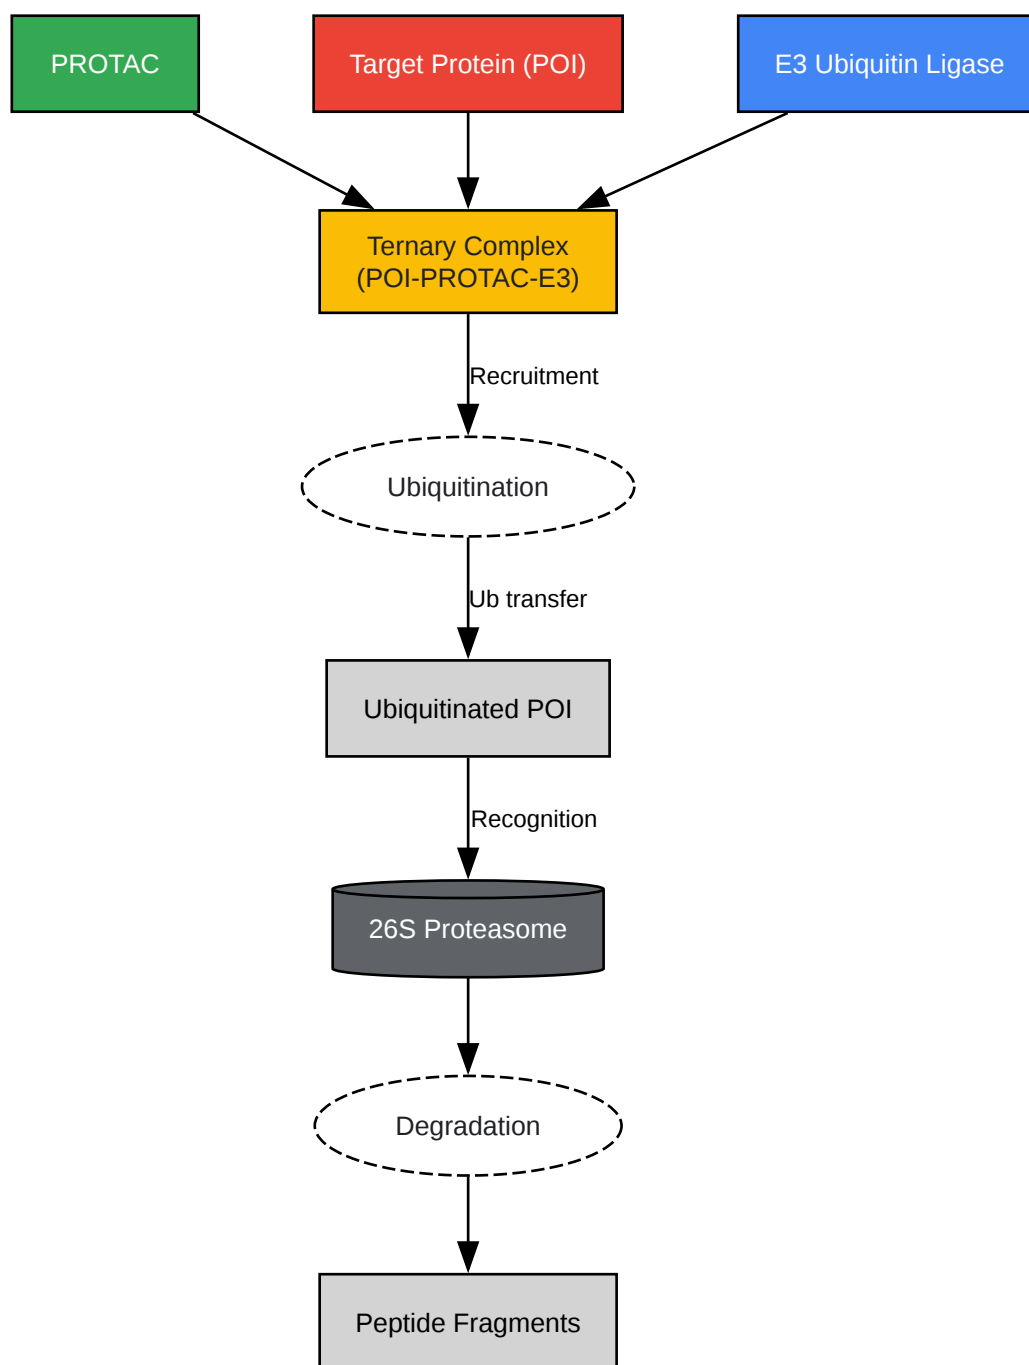 PROTAC
Target Protein (POI)
E3 Ubiquitin Ligase
Ternary Complex
(POI-PROTAC-E3)
Recruitment
Ubiquitination
Ub transfer
Ubiquitinated POI
Recognition
26S Proteasome
Degradation
Peptide Fragments